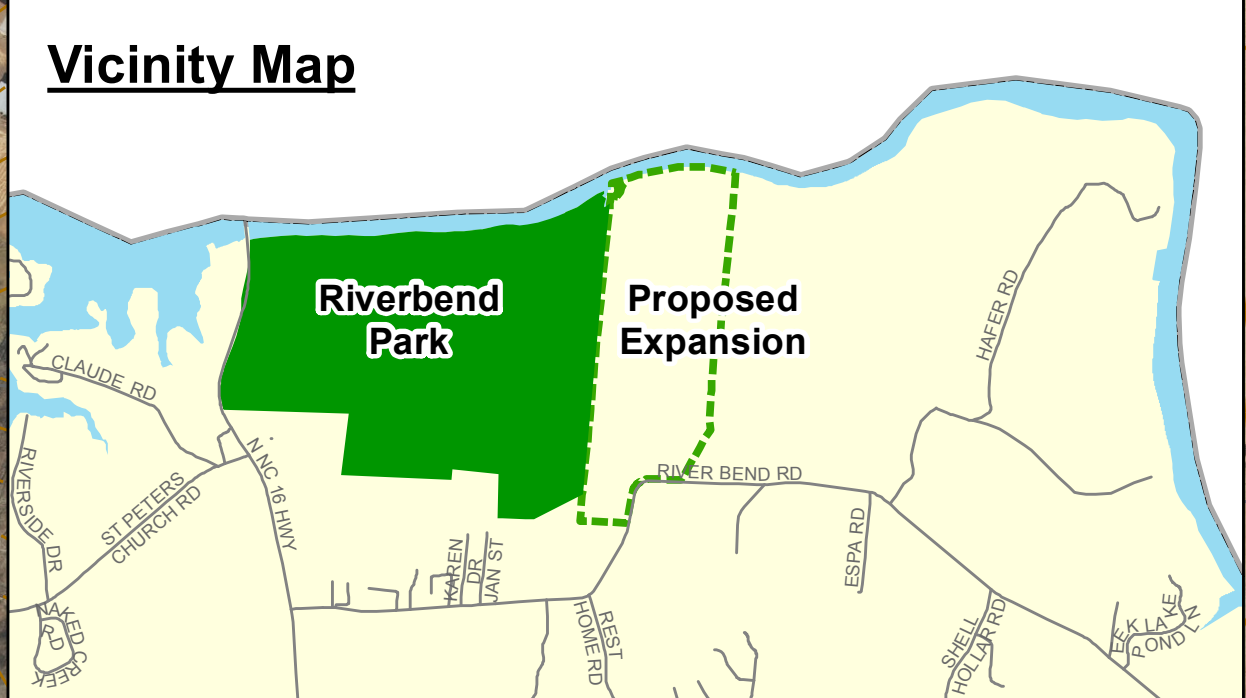 Vicinity Map
Riverbend
Park
Proposed
Expansion
HAFER RD
CLAUDE RD
N NC 16 HWY
RIVER BEND RD
RIVERSIDE DR
ST PETERS
CHURCH RD
ESPA RD
KAREN
DR
JAN ST
REST
HOME RD
SHELL
HOLLAR RD
EEK LAKE
POND LN
NAKED CREEK
RD